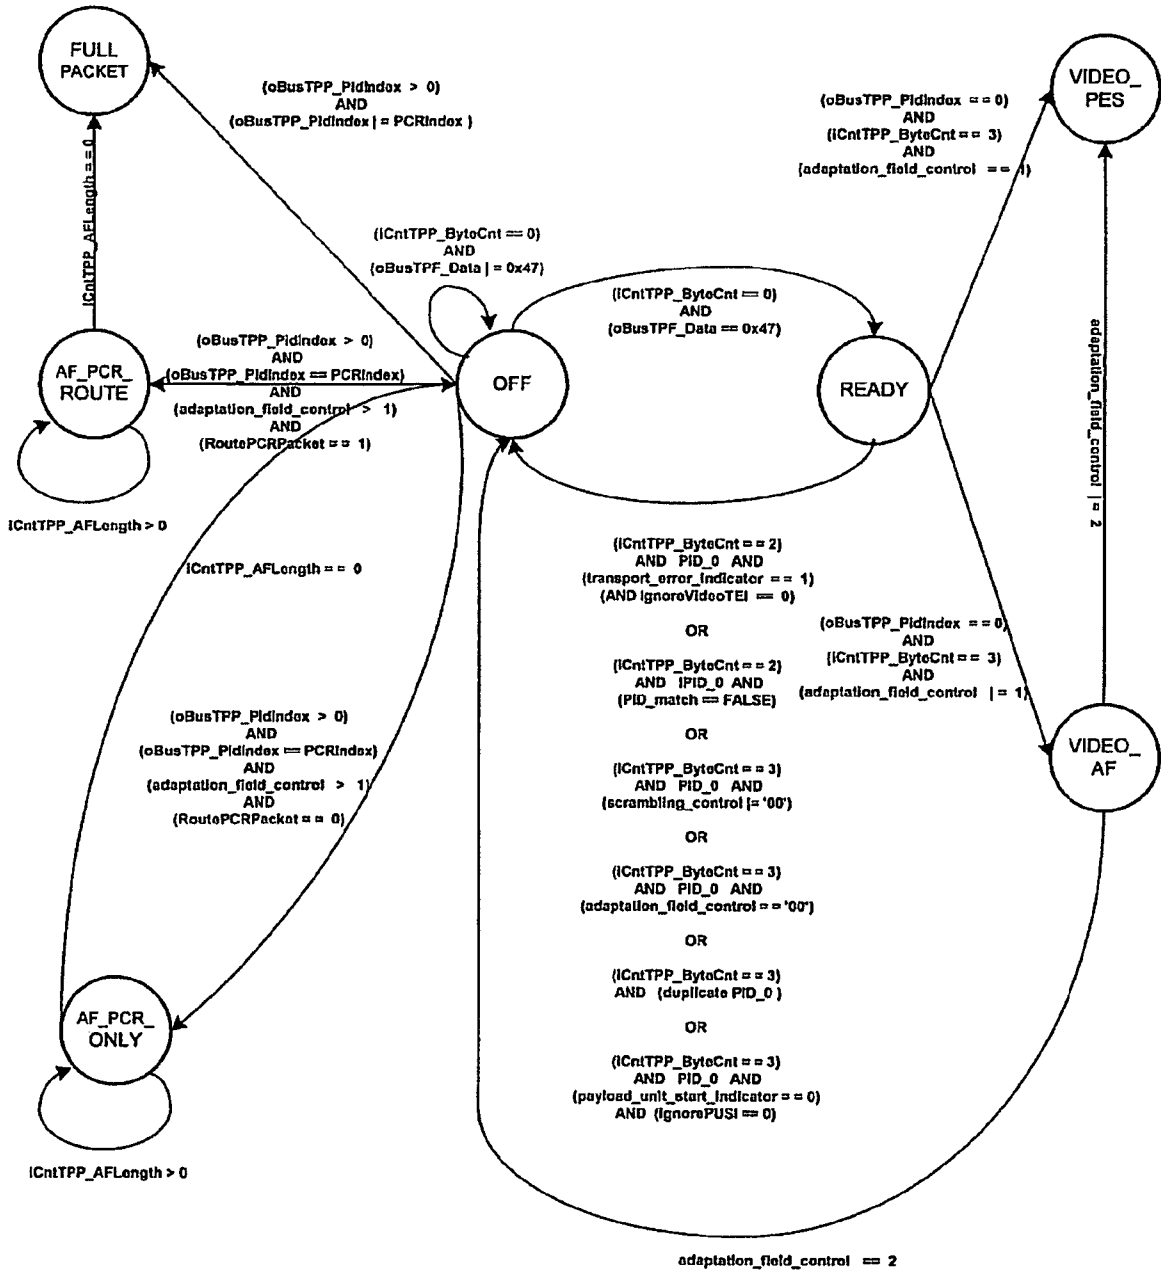 FULL
PACKET
(oBusTPP_PidIndex > 0)
AND
(oBusTPP_PidIndex |= PCRIndex )
iCntTPP_AFLength == 0
(iCntTPP_ByteCnt == 0)
AND
(oBusTPF_Data |= 0x47)
(iCntTPP_ByteCnt == 0)
AND
(oBusTPF_Data == 0x47)
(oBusTPP_PidIndex == 0)
AND
(iCntTPP_ByteCnt == 3)
AND
(adaptation_field_control == 1)
VIDEO_
PES
AF_PCR_
ROUTE
(oBusTPP_PidIndex > 0)
AND
(oBusTPP_PidIndex == PCRIndex)
AND
(adaptation_field_control > 1)
AND
(RoutePCRPacket == 1)
OFF
READY
adaptation_field_control |= 2
iCntTPP_AFLength > 0
iCntTPP_AFLength == 0
(iCntTPP_ByteCnt == 2)
AND PID_0 AND
(transport_error_indicator == 1)
(AND ignoreVideoTEI == 0)
OR
(iCntTPP_ByteCnt == 2)
AND IPID_0 AND
(PID_match == FALSE)
OR
(iCntTPP_ByteCnt == 3)
AND PID_0 AND
(scrambling_control |= '00')
OR
(iCntTPP_ByteCnt == 3)
AND PID_0 AND
(adaptation_field_control == '00')
OR
(iCntTPP_ByteCnt == 3)
AND (duplicate PID_0 )
OR
(iCntTPP_ByteCnt == 3)
AND PID_0 AND
(payload_unit_start_indicator == 0)
AND (ignorePUSI == 0)
(oBusTPP_PidIndex == 0)
AND
(iCntTPP_ByteCnt == 3)
AND
(adaptation_field_control |= 1)
VIDEO_
AF
(oBusTPP_PidIndex > 0)
AND
(oBusTPP_PidIndex == PCRIndex)
AND
(adaptation_field_control > 1)
AND
(RoutePCRPacket == 0)
AF_PCR_
ONLY
iCntTPP_AFLength > 0
adaptation_field_control == 2